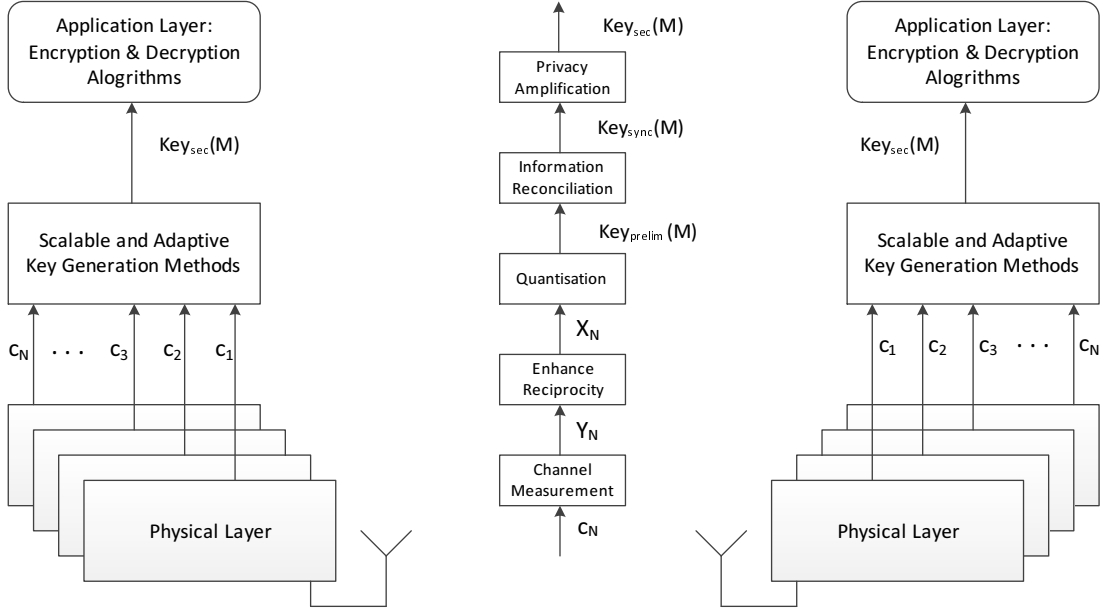 Application Layer:
Encryption & Decryption
Alogrithms
Key_sec(M)
Scalable and Adaptive
Key Generation Methods
c_N . . . c_3 c_2 c_1
Physical Layer
Key_sec(M)
Privacy
Amplification
Key_sync(M)
Information
Reconciliation
Key_prelim(M)
Quantisation
X_N
Enhance
Reciprocity
Y_N
Channel
Measurement
c_N
Application Layer:
Encryption & Decryption
Alogrithms
Key_sec(M)
Scalable and Adaptive
Key Generation Methods
c_1 c_2 c_3 . . . c_N
Physical Layer